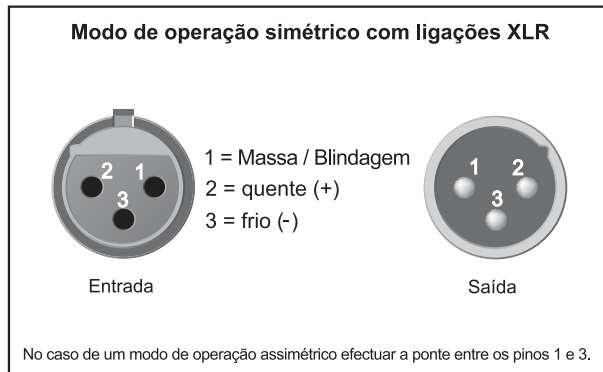 Modo de operação simétrico com ligações XLR
2 1
3
1 = Massa / Blindagem
2 = quente (+)
3 = frio (-)
1 2
3
Entrada
Saída
No caso de um modo de operação assimétrico efectuar a ponte entre os pinos 1 e 3.